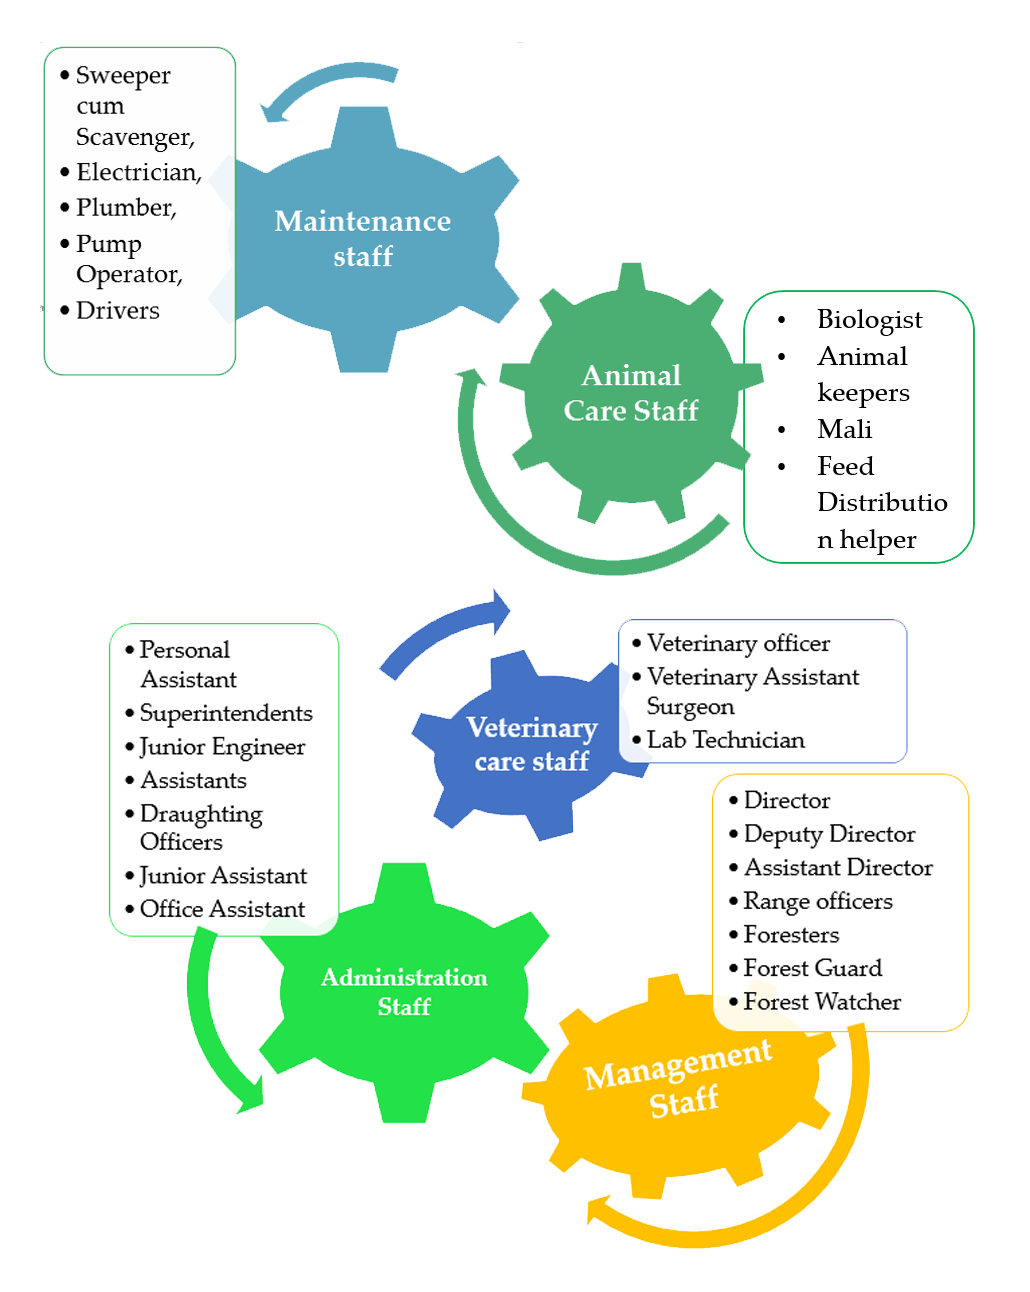 • Sweeper
cum
Scavenger,
• Electrician,
• Plumber,
• Pump
Operator,
• Drivers
Maintenance
staff
Animal
Care Staff
• Biologist
• Animal
keepers
• Mali
• Feed
Distributio
n helper
• Personal
Assistant
• Superintendents
• Junior Engineer
• Assistants
• Draughting
Officers
• Junior Assistant
• Office Assistant
Veterinary
care staff
• Veterinary officer
• Veterinary Assistant
Surgeon
• Lab Technician
• Director
• Deputy Director
• Assistant Director
• Range officers
• Foresters
• Forest Guard
• Forest Watcher
Administration
Staff
Management
Staff